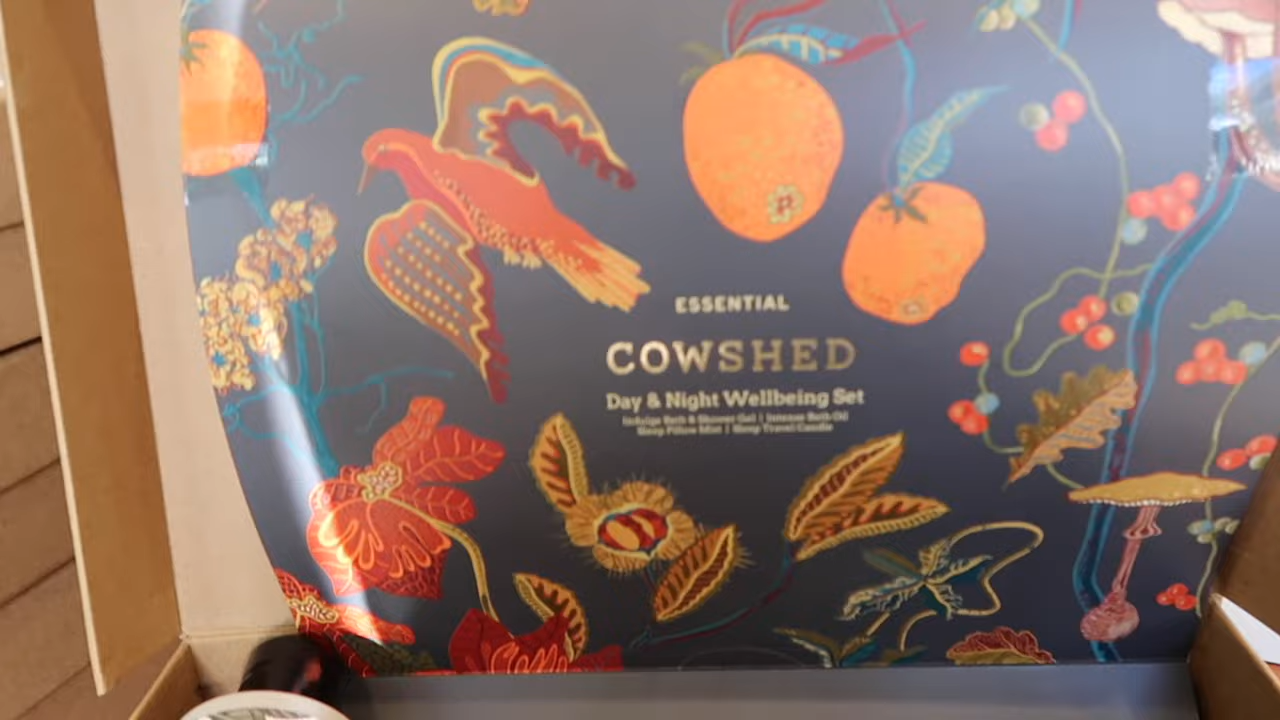 ESSENTIAL
COWSHED
Day & Night Wellbeing Set
Indulge Bath & Shower Gel | Intense Bath Oil
Sleep Pillow Mist | Sleep Travel Candle